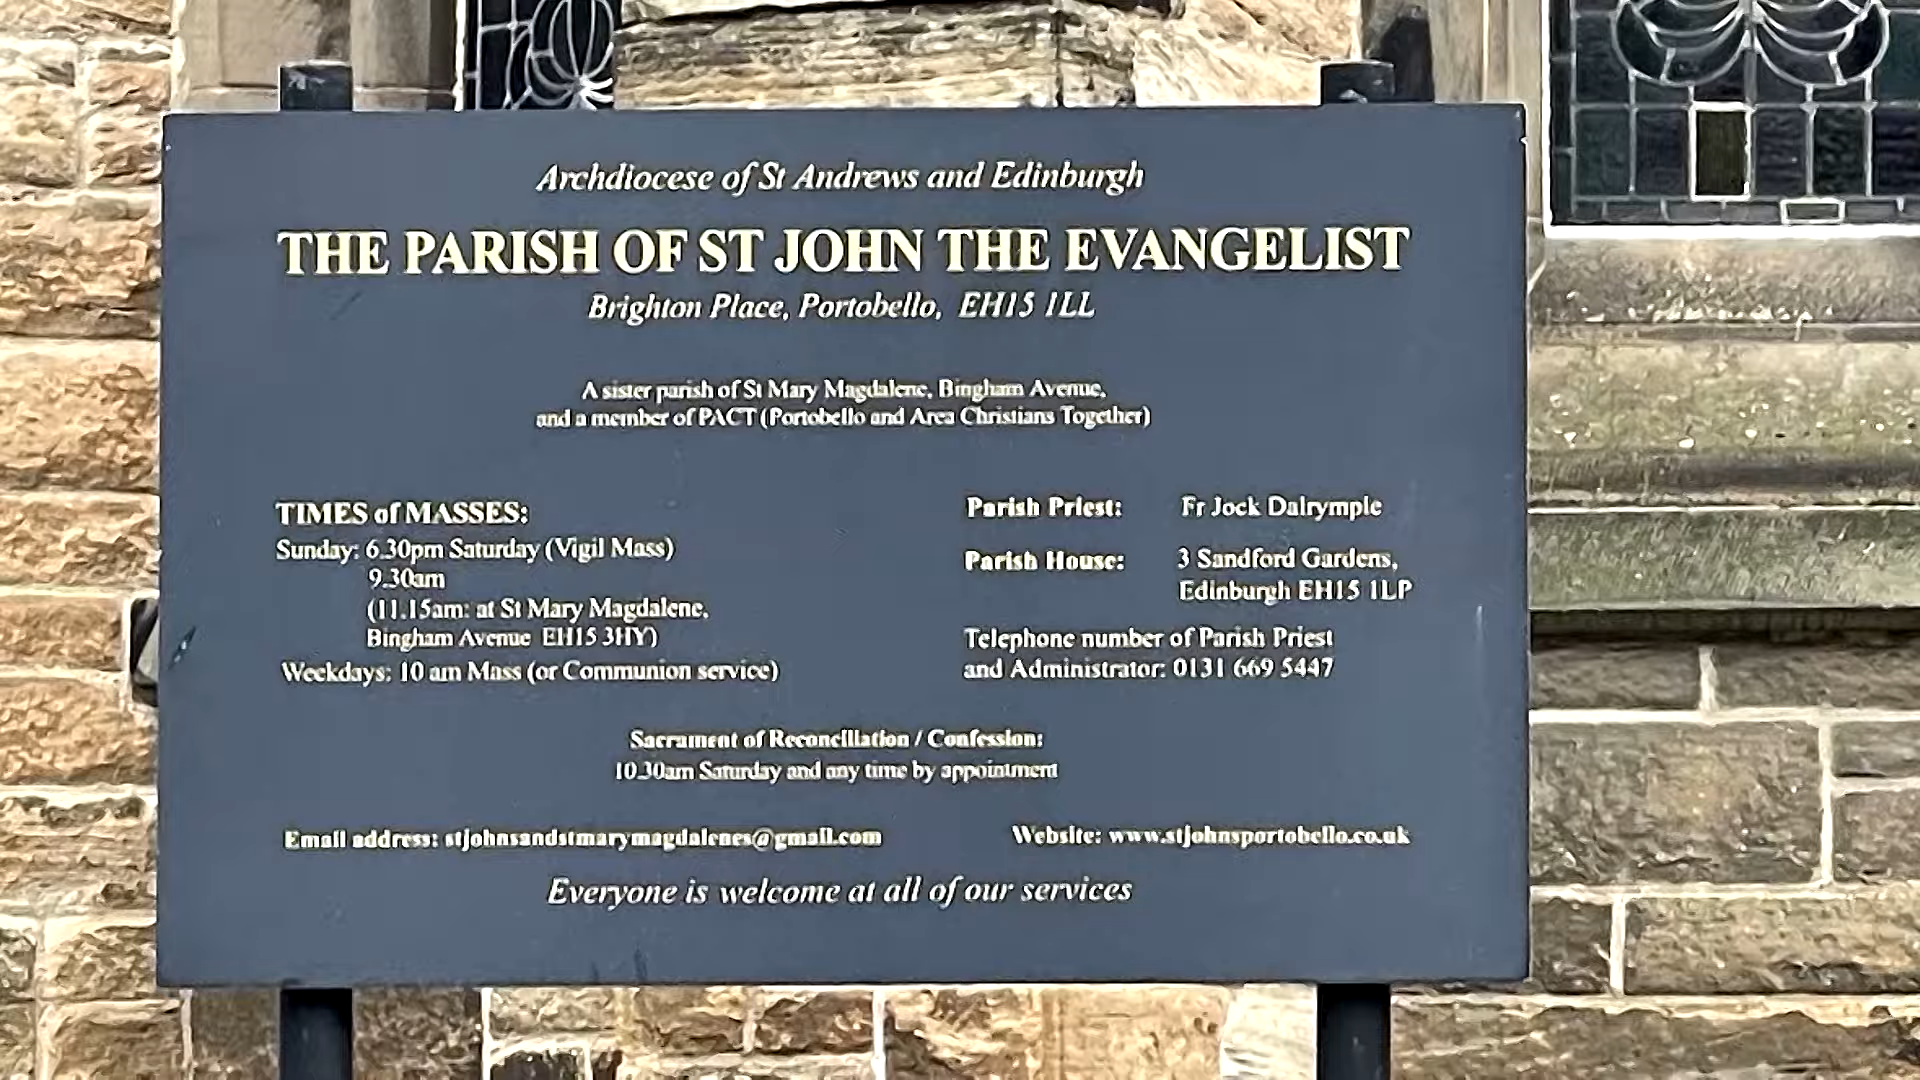 Archdiocese of St Andrews and Edinburgh
THE PARISH OF ST JOHN THE EVANGELIST
Brighton Place, Portobello, EH15 1LL
A sister parish of St Mary Magdalene, Bingham Avenue,
and a member of PACT (Portobello and Area Christians Together)
TIMES of MASSES:
Sunday: 6.30pm Saturday (Vigil Mass)
9.30am
(11.15am: at St Mary Magdalene,
Bingham Avenue EH15 3HY)
Weekdays: 10 am Mass (or Communion service)
Parish Priest: Fr Jock Dalrymple
Parish House: 3 Sandford Gardens,
Edinburgh EH15 1LP
Telephone number of Parish Priest
and Administrator: 0131 669 5447
Sacrament of Reconciliation / Confession:
10.30am Saturday and any time by appointment
Email address: stjohnsandstmarymagdalenes@gmail.com
Website: www.stjohnsportobello.co.uk
Everyone is welcome at all of our services